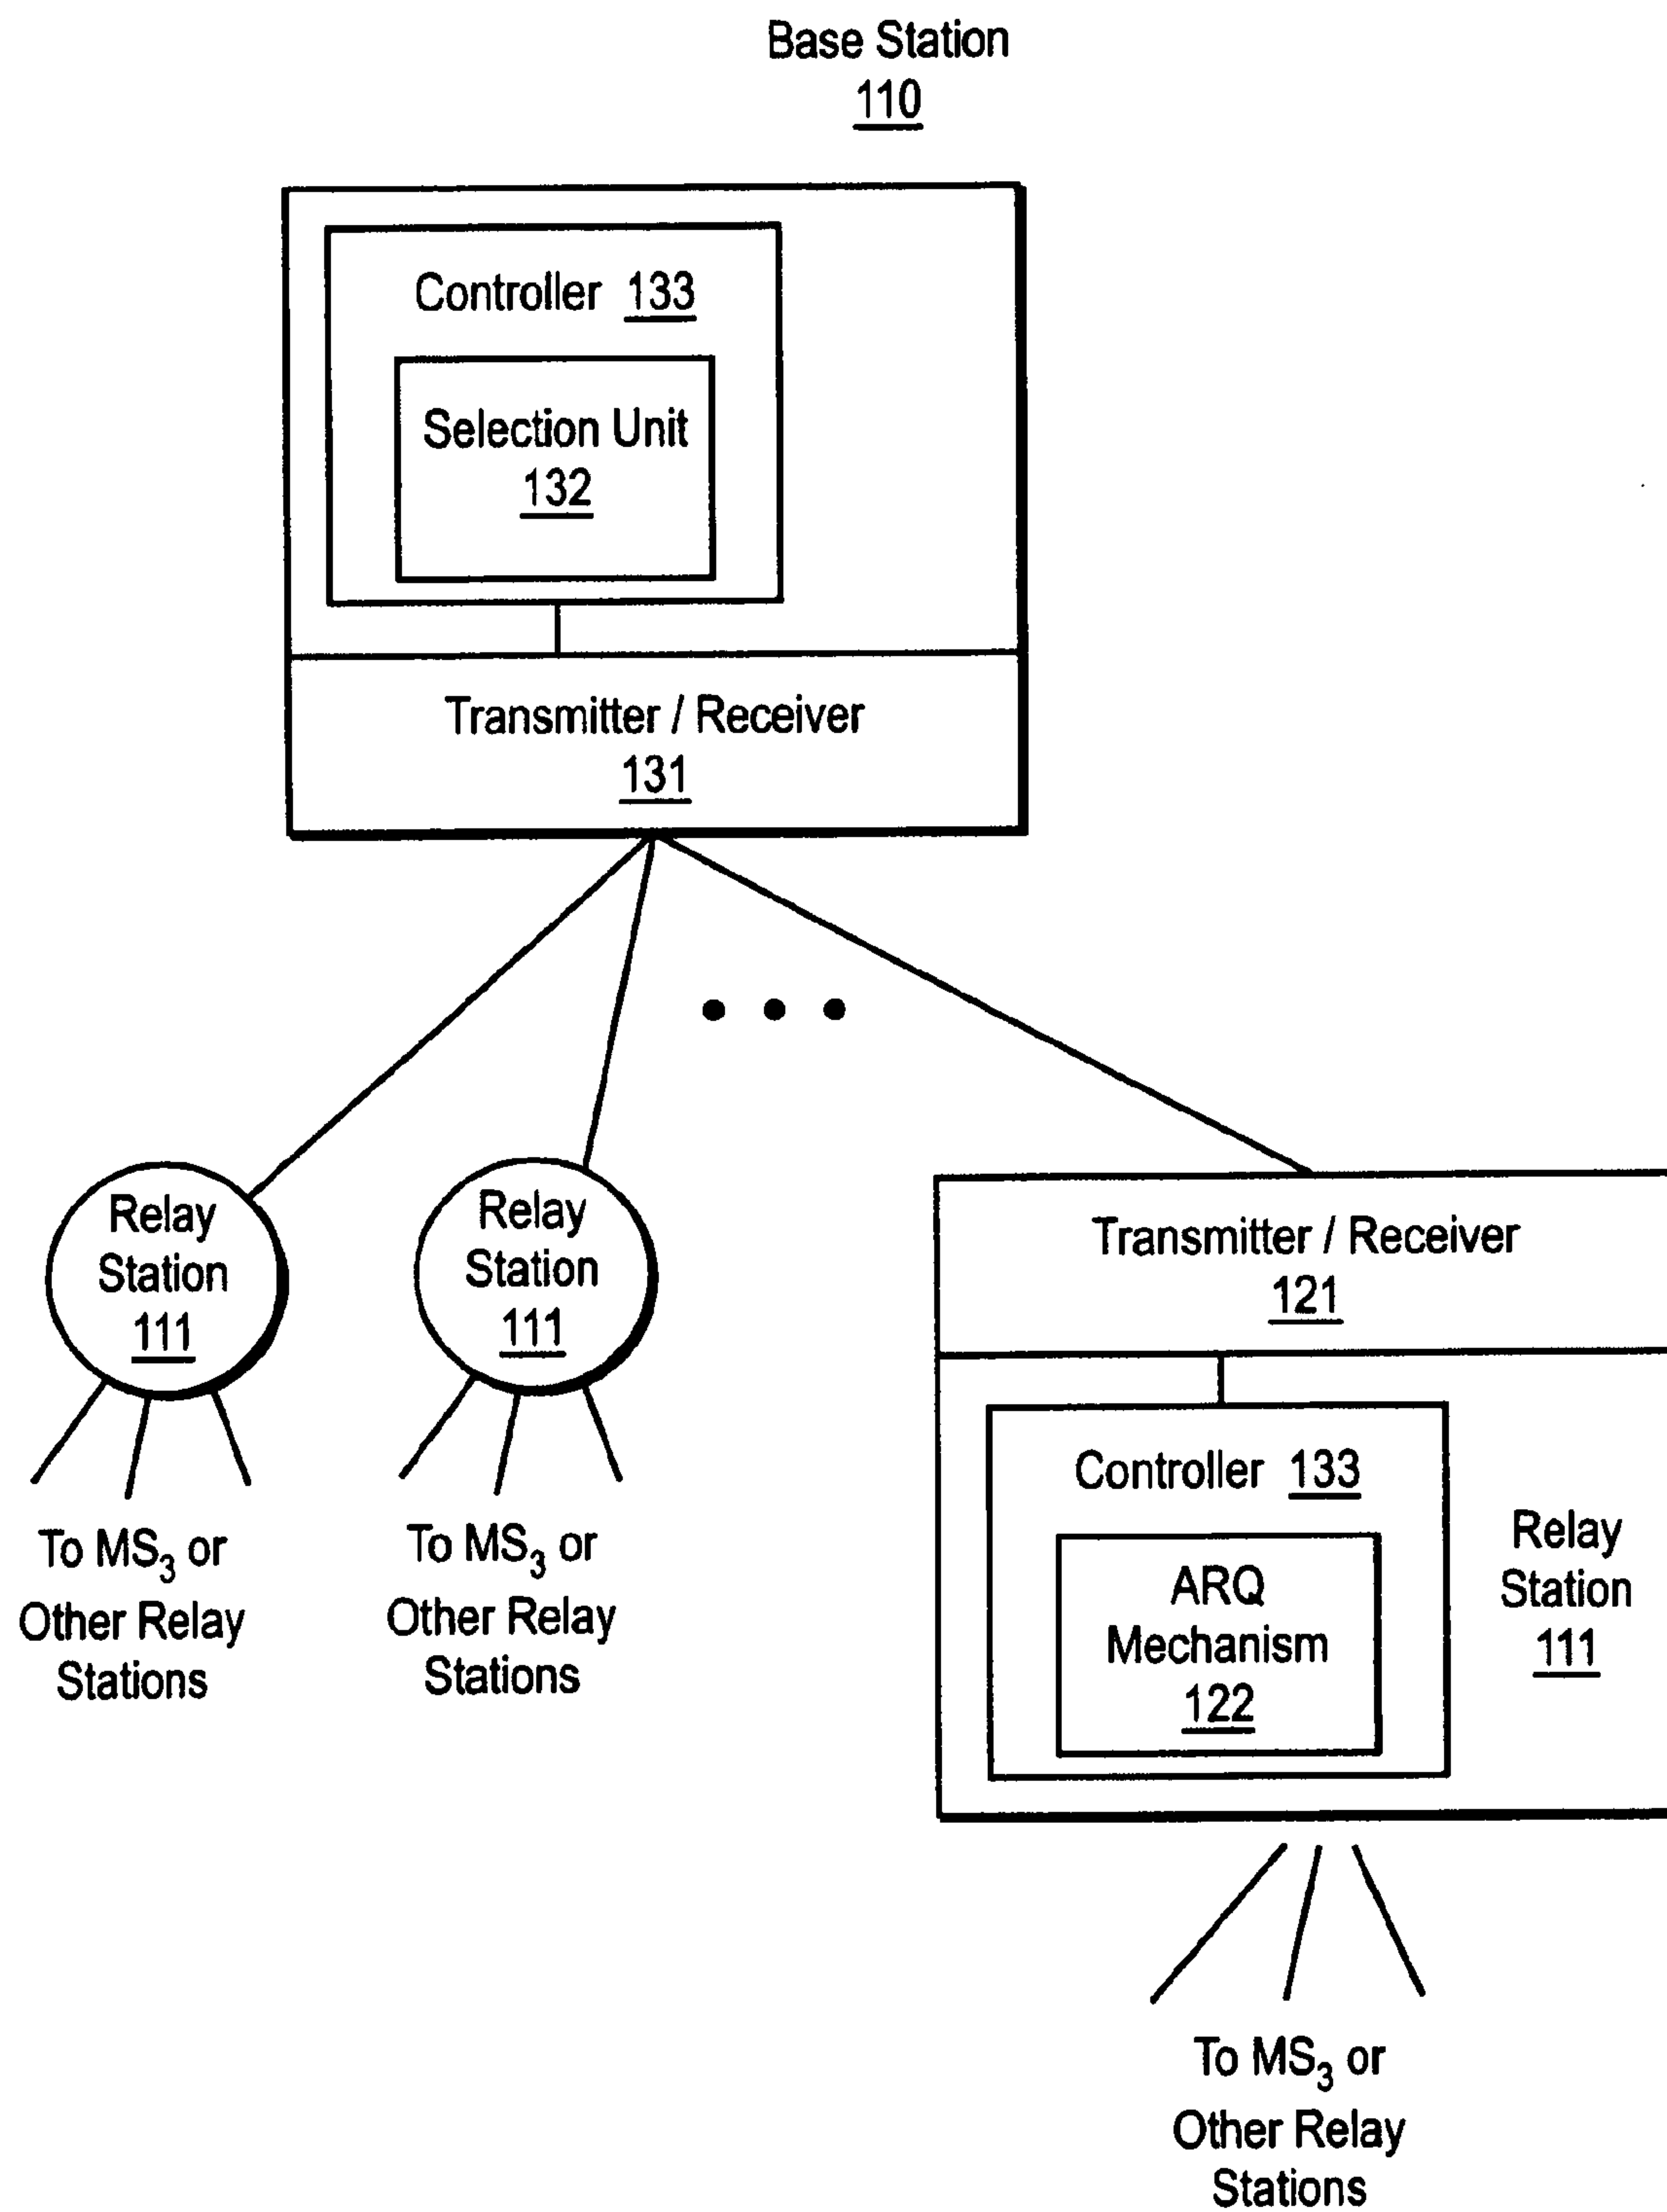 Base Station
110
Controller 133
Selection Unit
132
Transmitter / Receiver
131
Relay
Station
111
To MS₃ or
Other Relay
Stations
Relay
Station
111
To MS₃ or
Other Relay
Stations
Transmitter / Receiver
121
Controller 133
ARQ
Mechanism
122
Relay
Station
111
To MS₃ or
Other Relay
Stations